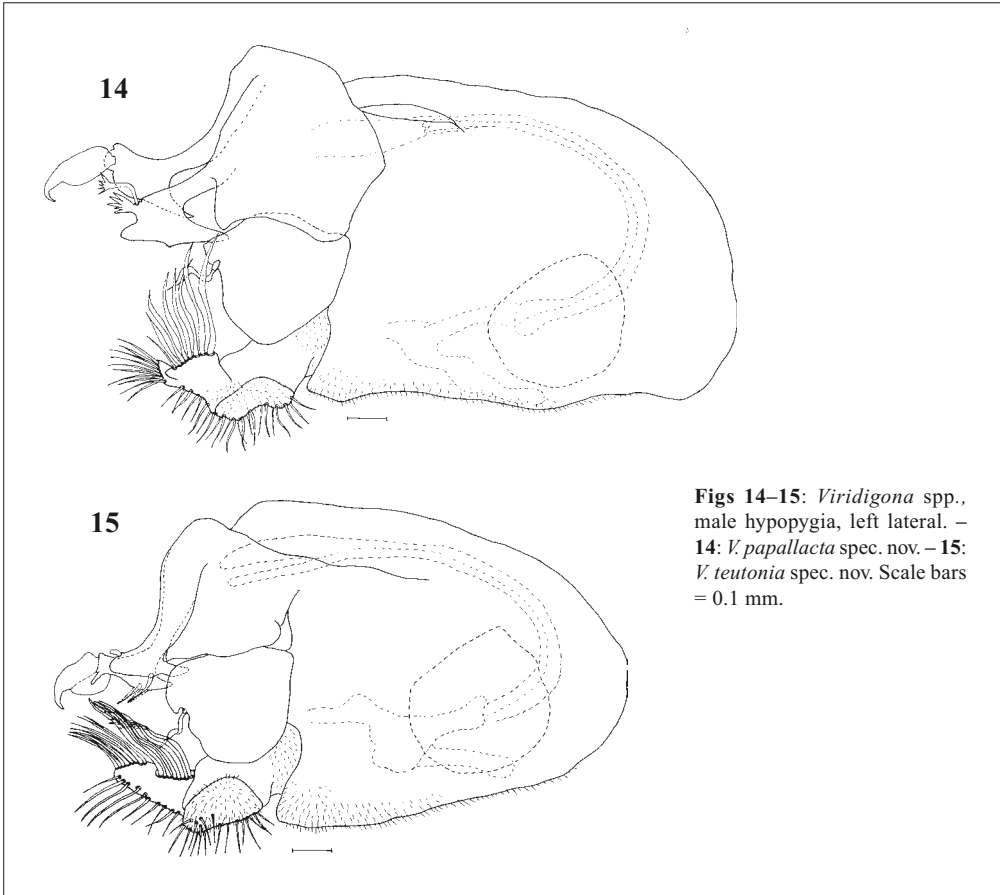 14
15
Figs 14–15: Viridigona spp.,
male hypopygia, left lateral. –
14: V. papallacta spec. nov. – 15:
V. teutonia spec. nov. Scale bars
= 0.1 mm.